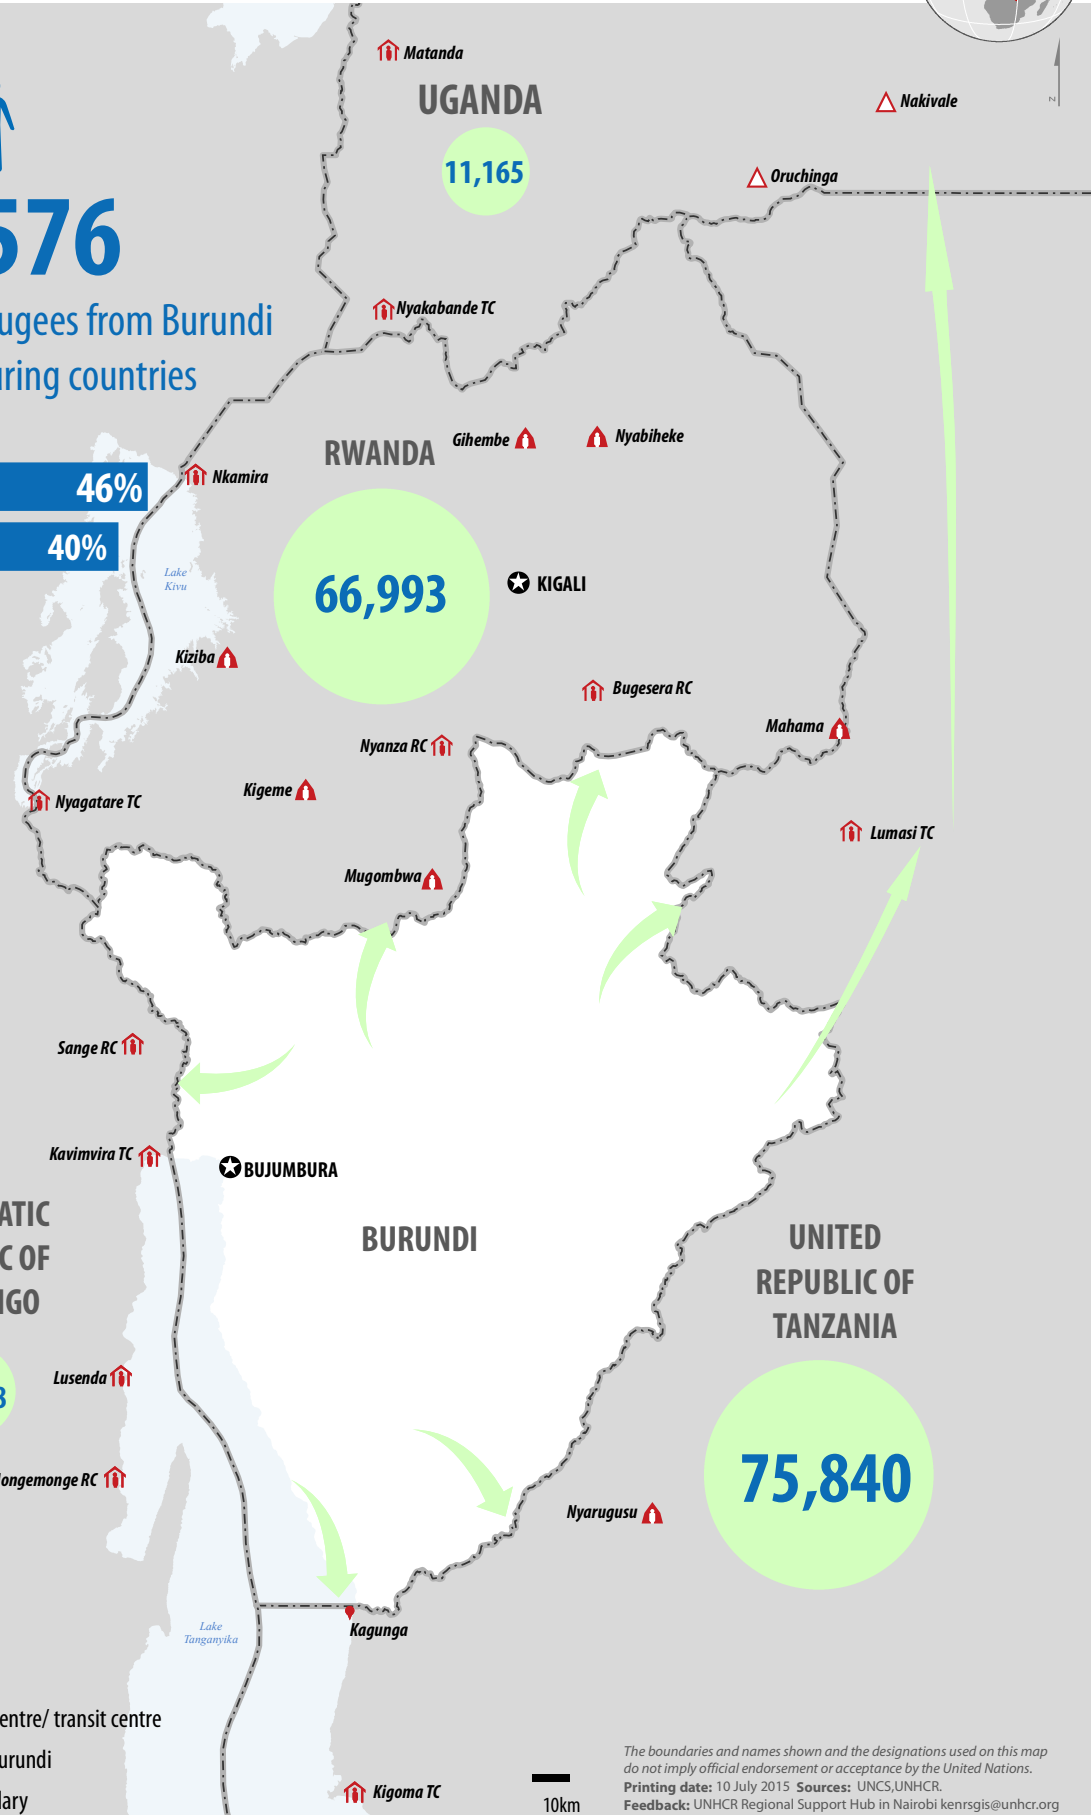 Matanda
UGANDA
11,165
Nakivale
N
Oruchinga
576
ugees from Burundi
uring countries
Nyakabande TC
46%
40%
RWANDA
Gihembe
Nyabiheke
Nkamira
66,993
KIGALI
Lake
Kivu
Kiziba
Bugesera RC
Mahama
Nyanza RC
Kigeme
Nyagatare TC
Lumasi TC
Mugombwa
Sange RC
Kavimvira TC
BUJUMBURA
BURUNDI
ATIC
C OF
NGO
UNITED
REPUBLIC OF
TANZANIA
75,840
Lusenda
8
ongemonge RC
Nyarugusu
Kagunga
Lake
Tanganyika
entre/ transit centre
urundi
dary
Kigoma TC
10km
The boundaries and names shown and the designations used on this map
do not imply official endorsement or acceptance by the United Nations.
Printing date: 10 July 2015 Sources: UNCS,UNHCR.
Feedback: UNHCR Regional Support Hub in Nairobi kenrsgis@unhcr.org